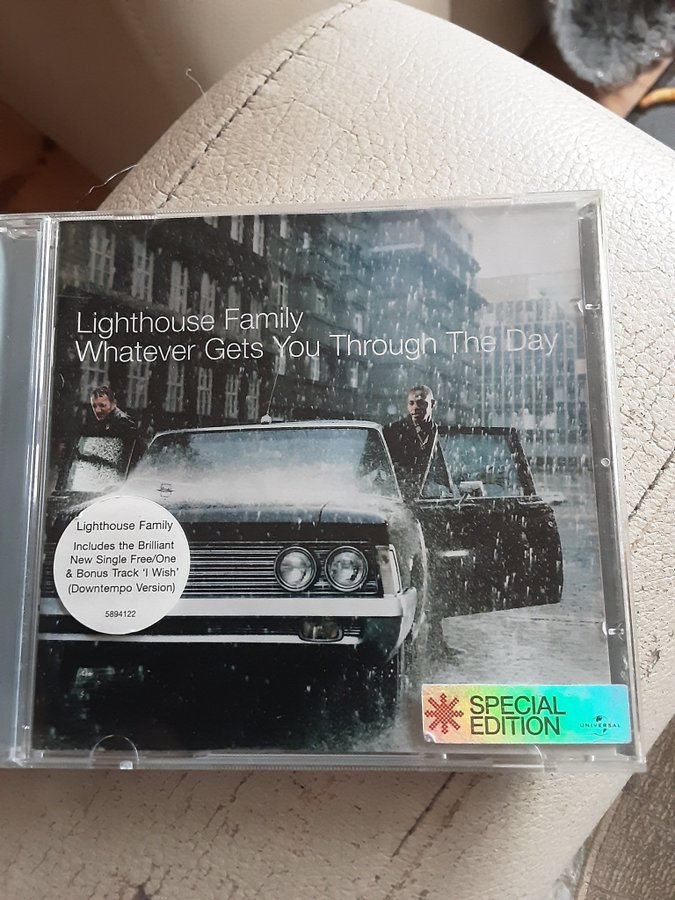 Lighthouse Family
Whatever Gets You Through The Day
Lighthouse Family
Includes the Brilliant
New Single Free/One
& Bonus Track ‘I Wish’
(Downtempo Version)
5894122
SPECIAL
EDITION
UNIVERSAL